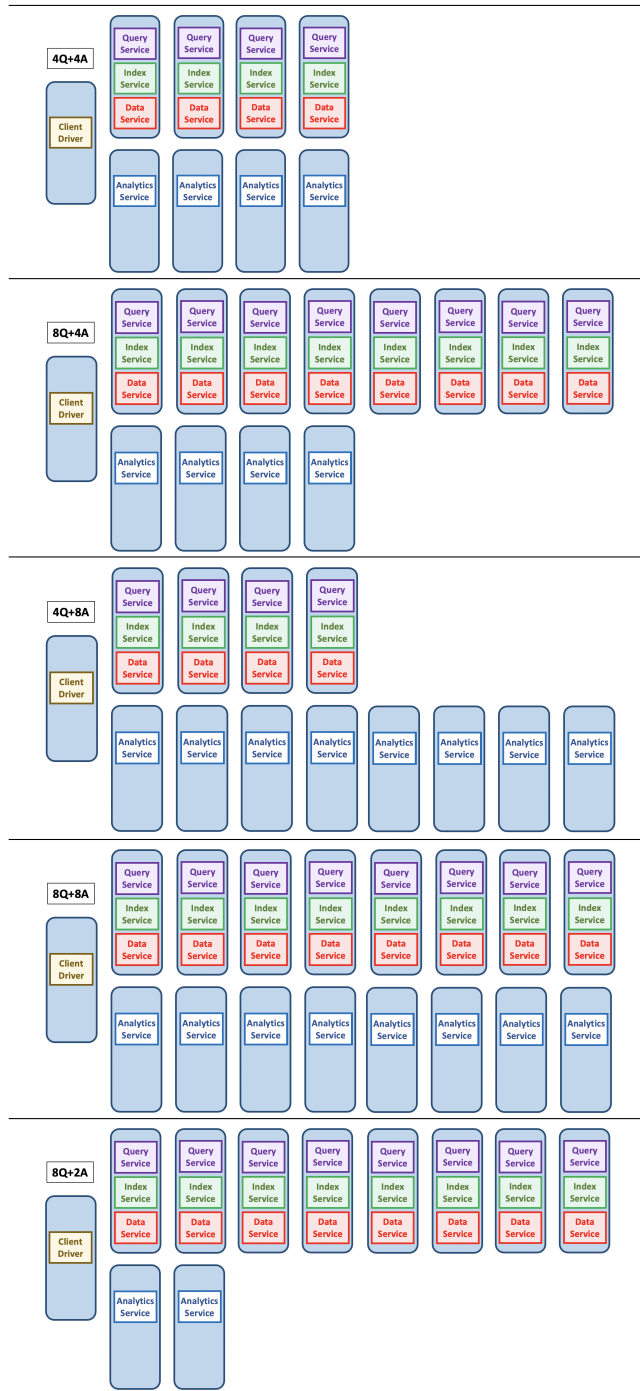 4Q+4A
Client
Driver
Query Query Query Query
Service Service Service Service
Index Index Index Index
Service Service Service Service
Data Data Data Data
Service Service Service Service
Analytics Analytics Analytics Analytics
Service Service Service Service
8Q+4A
Client
Driver
Query Query Query Query Query Query Query Query
Service Service Service Service Service Service Service Service
Index Index Index Index Index Index Index Index
Service Service Service Service Service Service Service Service
Data Data Data Data Data Data Data Data
Service Service Service Service Service Service Service Service
Analytics Analytics Analytics Analytics
Service Service Service Service
4Q+8A
Client
Driver
Query Query Query Query
Service Service Service Service
Index Index Index Index
Service Service Service Service
Data Data Data Data
Service Service Service Service
Analytics Analytics Analytics Analytics Analytics Analytics Analytics Analytics
Service Service Service Service Service Service Service Service
8Q+8A
Client
Driver
Query Query Query Query Query Query Query Query
Service Service Service Service Service Service Service Service
Index Index Index Index Index Index Index Index
Service Service Service Service Service Service Service Service
Data Data Data Data Data Data Data Data
Service Service Service Service Service Service Service Service
Analytics Analytics Analytics Analytics Analytics Analytics Analytics Analytics
Service Service Service Service Service Service Service Service
8Q+2A
Client
Driver
Query Query Query Query Query Query Query Query
Service Service Service Service Service Service Service Service
Index Index Index Index Index Index Index Index
Service Service Service Service Service Service Service Service
Data Data Data Data Data Data Data Data
Service Service Service Service Service Service Service Service
Analytics Analytics
Service Service